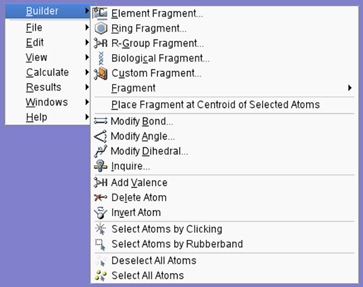 Builder
File
Edit
View
Calculate
Results
Windows
Help
Element Fragment...
Ring Fragment...
R-Group Fragment...
Biological Fragment...
Custom Fragment...
Fragment
Place Fragment at Centroid of Selected Atoms
Modify Bond...
Modify Angle...
Modify Dihedral...
Inquire...
Add Valence
Delete Atom
Invert Atom
Select Atoms by Clicking
Select Atoms by Rubberband
Deselect All Atoms
Select All Atoms